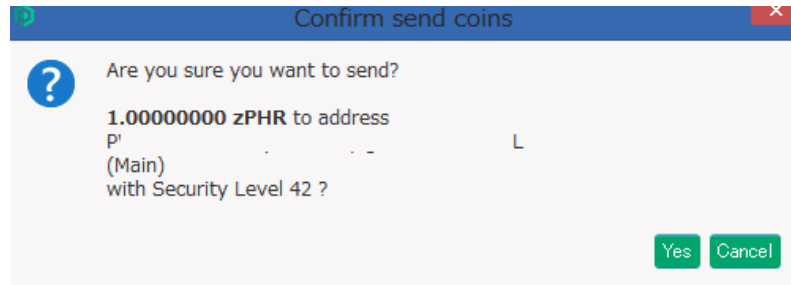 Confirm send coins
Are you sure you want to send?
1.00000000 zPHR to address
(Main)
with Security Level 42 ?
Yes
Cancel